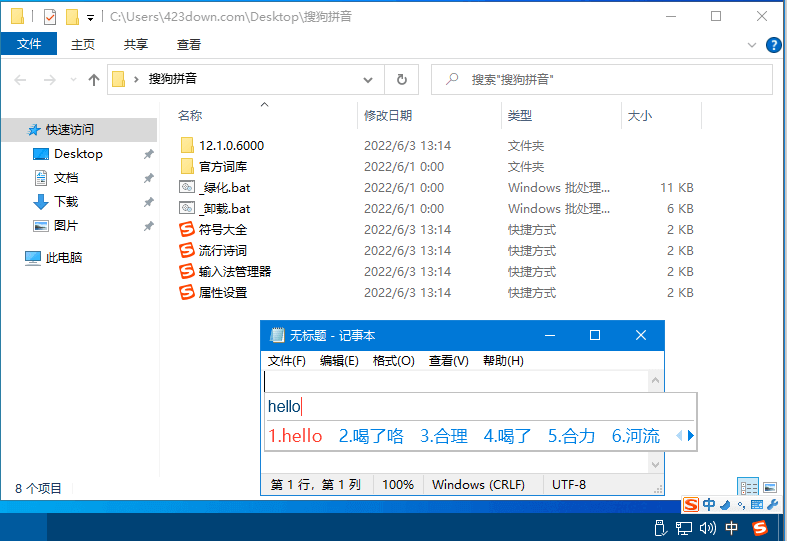 C:\Users\423down.com\Desktop\搜狗拼音
文件 主页 共享 查看
搜狗拼音 搜索"搜狗拼音"
名称 修改日期 类型 大小
快速访问
Desktop
文档
下载
图片
此电脑
12.1.0.6000 2022/6/3 13:14 文件夹
官方词库 2022/6/1 0:00 文件夹
_绿化.bat 2022/6/1 0:00 Windows 批处理... 11 KB
_卸载.bat 2022/6/1 0:00 Windows 批处理... 6 KB
符号大全 2022/6/3 13:14 快捷方式 2 KB
流行诗词 2022/6/3 13:14 快捷方式 2 KB
输入法管理器 2022/6/3 13:14 快捷方式 2 KB
属性设置 2022/6/3 13:14 快捷方式 2 KB
无标题 - 记事本
文件(F) 编辑(E) 格式(O) 查看(V) 帮助(H)
hello
1.hello 2.喝了咯 3.合理 4.喝了 5.合力 6.河流
第 1 行，第 1 列 100% Windows (CRLF) UTF-8
8 个项目
中
中